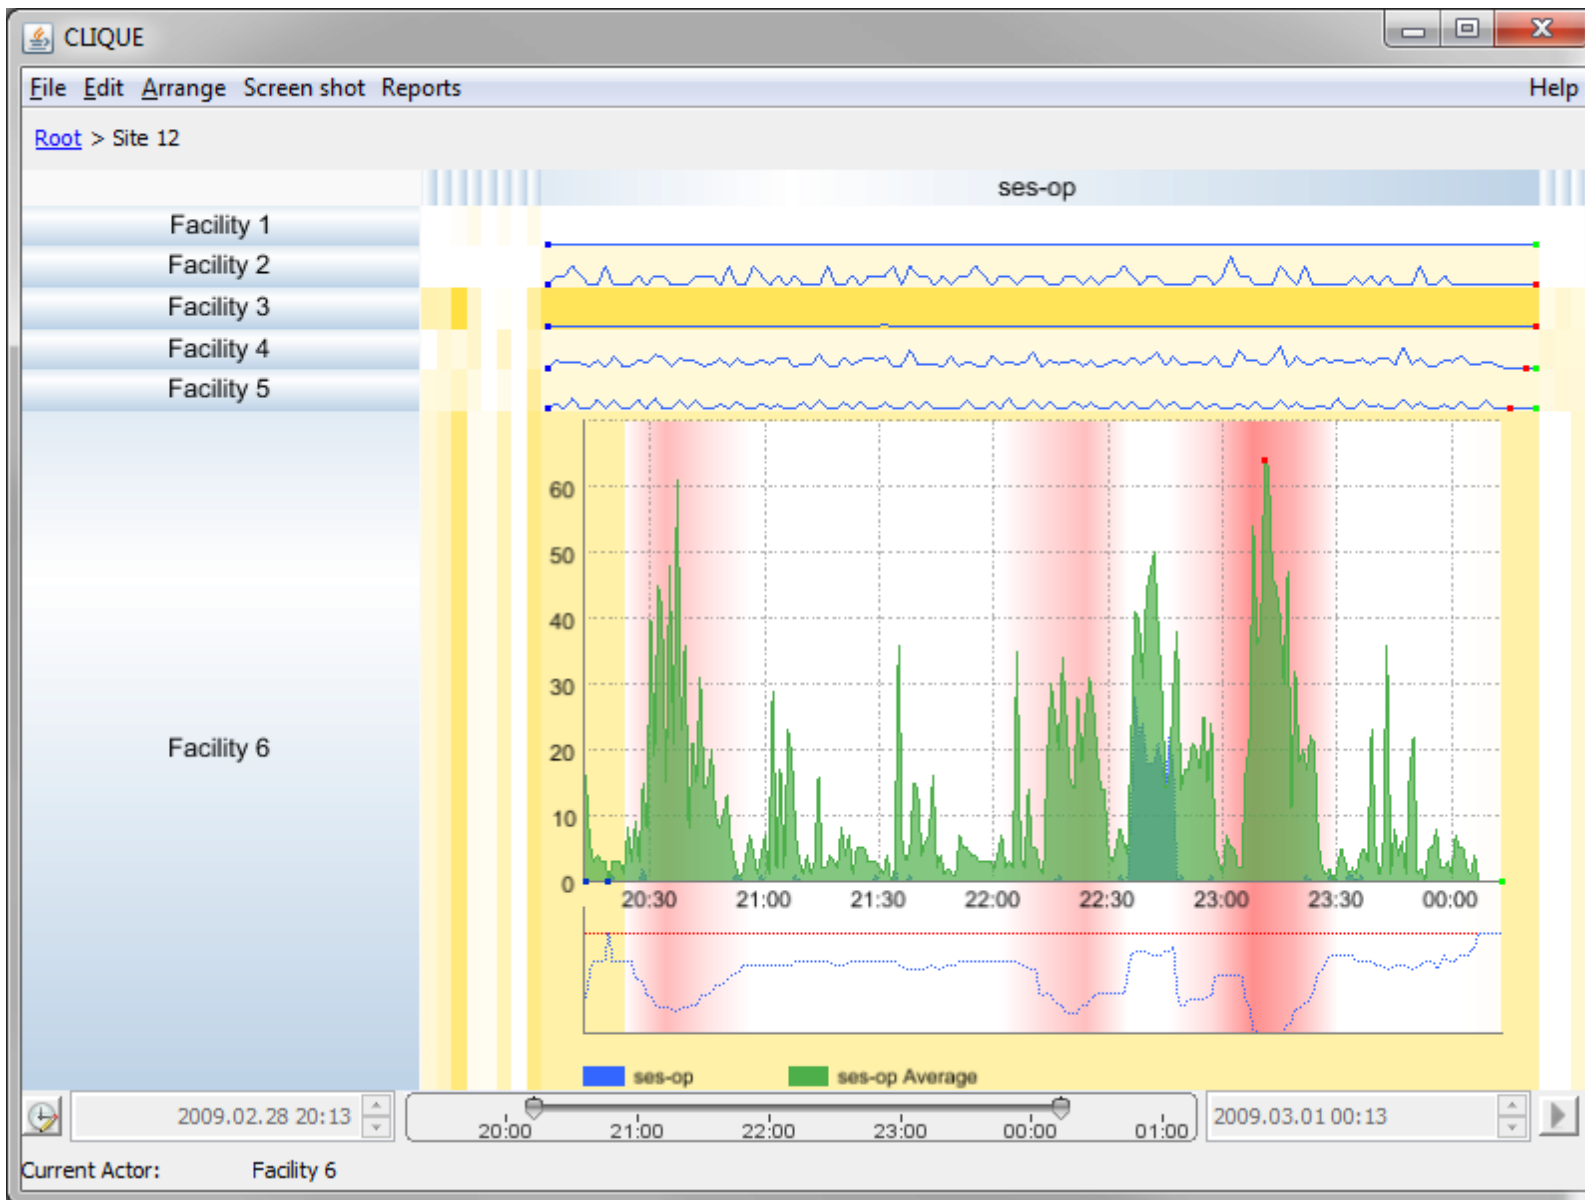 CLIQUE
File Edit Arrange Screen shot Reports Help
Root > Site 12
ses-op
Facility 1
Facility 2
Facility 3
Facility 4
Facility 5
Facility 6
60
50
40
30
20
10
0
20:30 21:00 21:30 22:00 22:30 23:00 23:30 00:00
ses-op ses-op Average
2009.02.28 20:13 2009.03.01 00:13
20:00 21:00 22:00 23:00 00:00 01:00
Current Actor: Facility 6